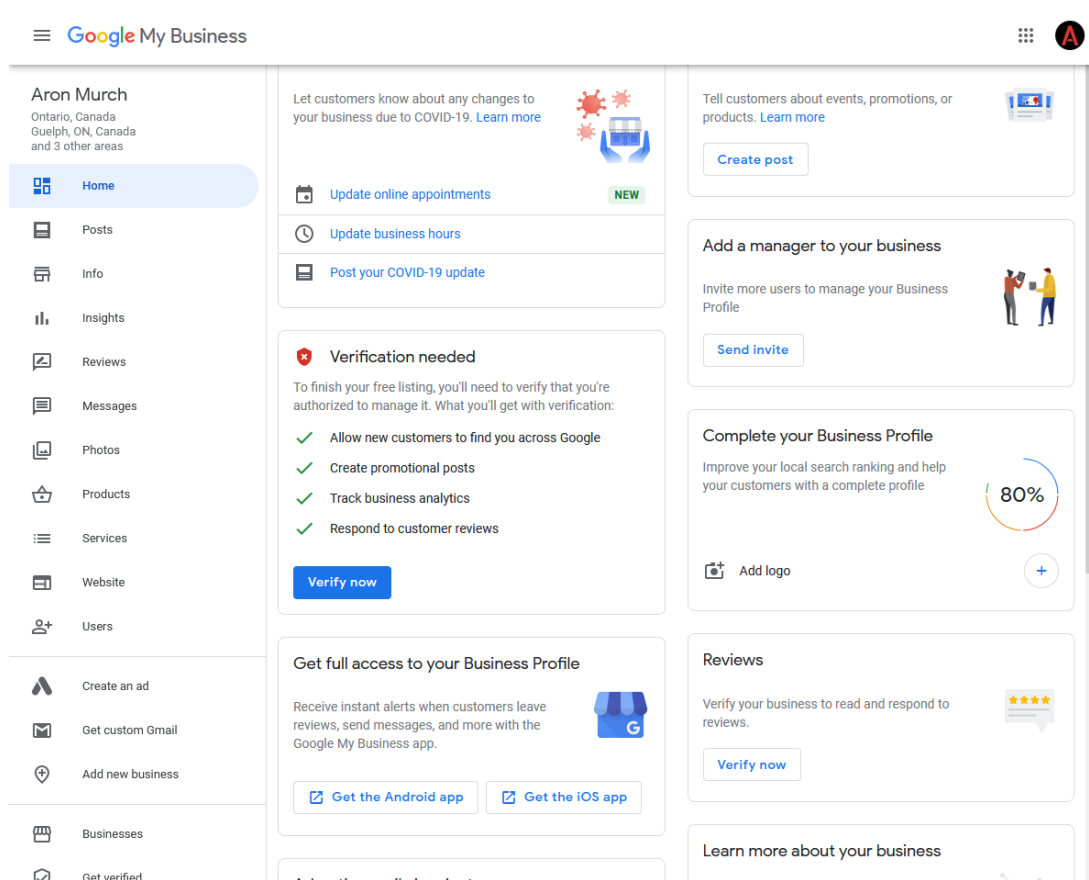 Google My Business
A
Aron Murch
Ontario, Canada
Guelph, ON, Canada
and 3 other areas
Home
Posts
Info
Insights
Reviews
Messages
Photos
Products
Services
Website
Users
Create an ad
Get custom Gmail
Add new business
Businesses
Get verified
Let customers know about any changes to
your business due to COVID-19. Learn more
Update online appointments NEW
Update business hours
Post your COVID-19 update
Verification needed
To finish your free listing, you'll need to verify that you're
authorized to manage it. What you'll get with verification:
Allow new customers to find you across Google
Create promotional posts
Track business analytics
Respond to customer reviews
Verify now
Get full access to your Business Profile
Receive instant alerts when customers leave
reviews, send messages, and more with the
Google My Business app.
G
Get the Android app Get the iOS app
Tell customers about events, promotions, or
products. Learn more
Create post
Add a manager to your business
Invite more users to manage your Business
Profile
Send invite
Complete your Business Profile
Improve your local search ranking and help
your customers with a complete profile
80%
Add logo
Reviews
Verify your business to read and respond to
reviews.
Verify now
Learn more about your business